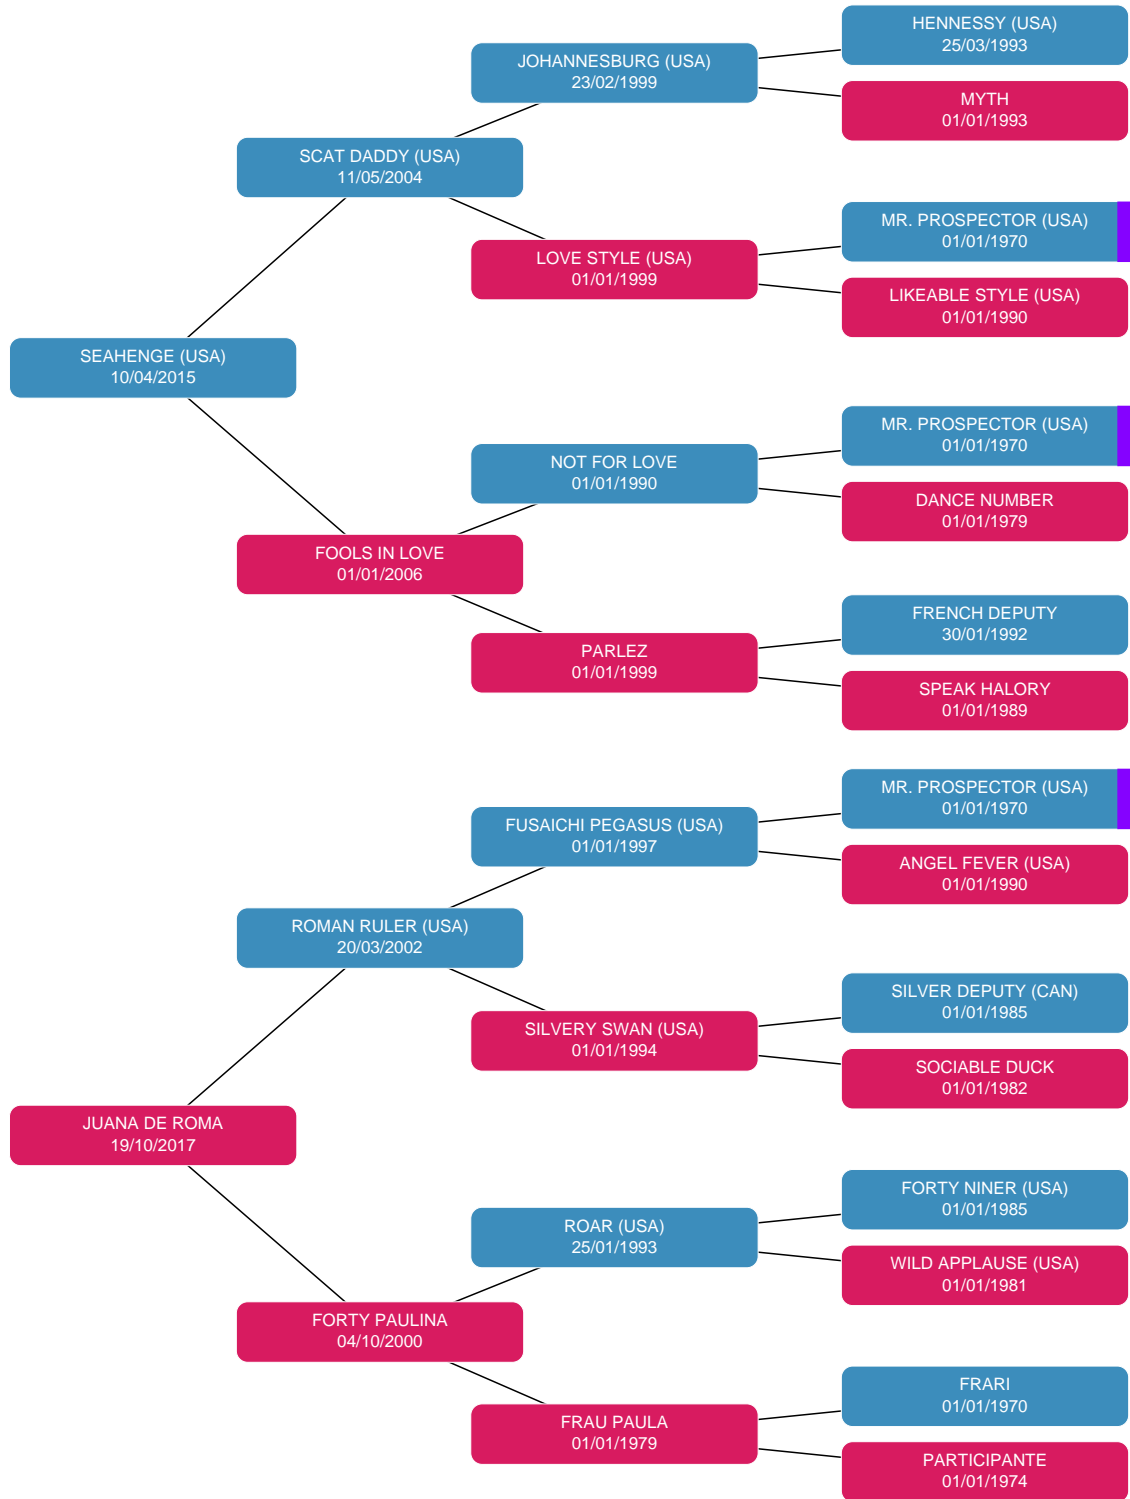 HENNESSY (USA)
25/03/1993
JOHANNESBURG (USA)
23/02/1999
MYTH
01/01/1993
SCAT DADDY (USA)
11/05/2004
MR. PROSPECTOR (USA)
01/01/1970
LOVE STYLE (USA)
01/01/1999
LIKEABLE STYLE (USA)
01/01/1990
SEAHENGE (USA)
10/04/2015
MR. PROSPECTOR (USA)
01/01/1970
NOT FOR LOVE
01/01/1990
DANCE NUMBER
01/01/1979
FOOLS IN LOVE
01/01/2006
FRENCH DEPUTY
30/01/1992
PARLEZ
01/01/1999
SPEAK HALORY
01/01/1989
MR. PROSPECTOR (USA)
01/01/1970
FUSAICHI PEGASUS (USA)
01/01/1997
ANGEL FEVER (USA)
01/01/1990
ROMAN RULER (USA)
20/03/2002
SILVER DEPUTY (CAN)
01/01/1985
SILVERY SWAN (USA)
01/01/1994
SOCIABLE DUCK
01/01/1982
JUANA DE ROMA
19/10/2017
FORTY NINER (USA)
01/01/1985
ROAR (USA)
25/01/1993
WILD APPLAUSE (USA)
01/01/1981
FORTY PAULINA
04/10/2000
FRARI
01/01/1970
FRAU PAULA
01/01/1979
PARTICIPANTE
01/01/1974